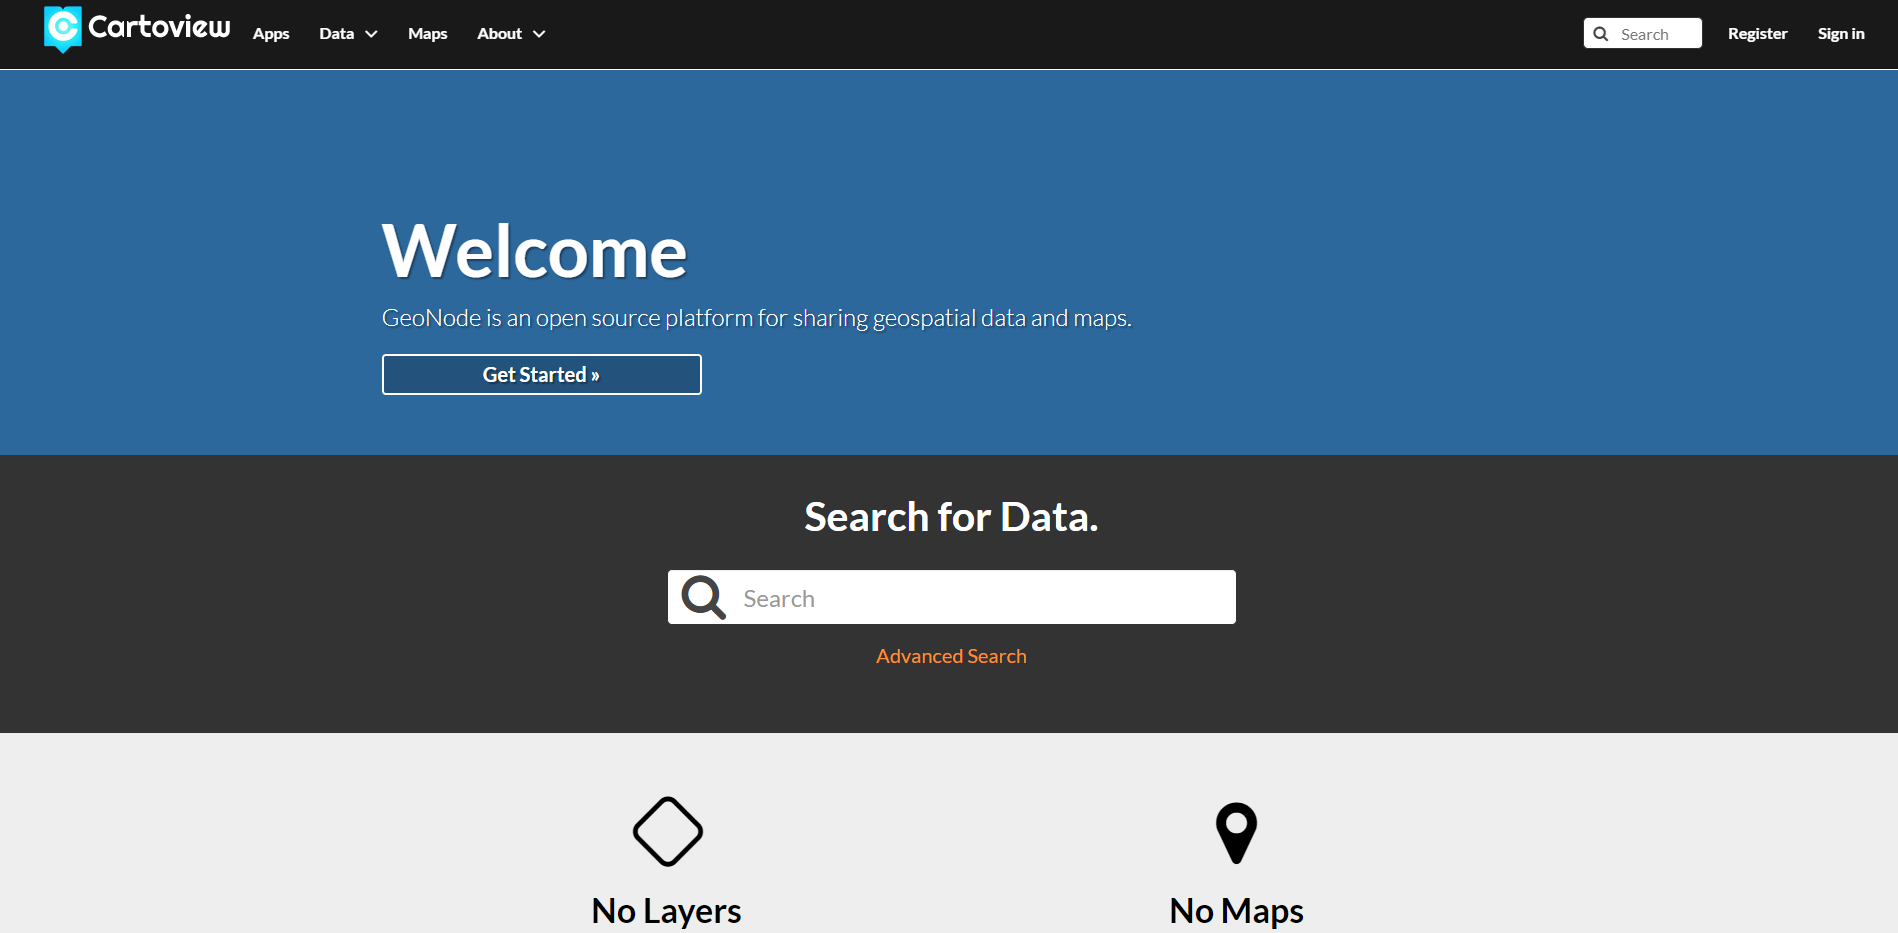 Cartoview Apps Data Maps About Search Register Sign in
Welcome
GeoNode is an open source platform for sharing geospatial data and maps.
Get Started »
Search for Data.
Search
Advanced Search
No Layers No Maps